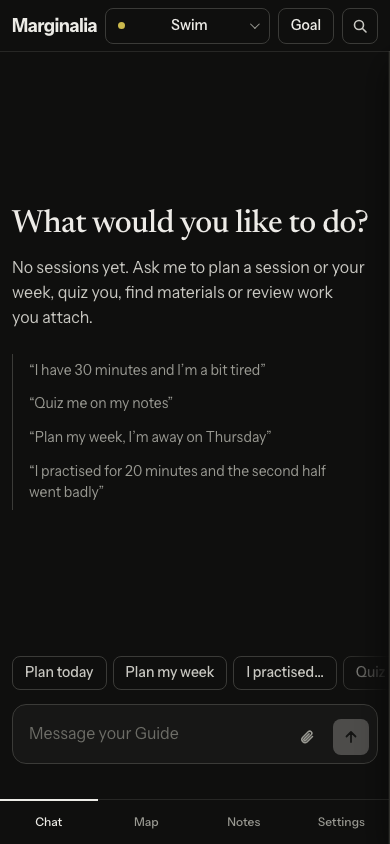 Marginalia
Swim
Goal
What would you like to do?
No sessions yet. Ask me to plan a session or your
week, quiz you, find materials or review work
you attach.
“I have 30 minutes and I’m a bit tired”
“Quiz me on my notes”
“Plan my week, I’m away on Thursday”
“I practised for 20 minutes and the second half
went badly”
Plan today
Plan my week
I practised…
Quiz
Message your Guide
Chat
Map
Notes
Settings